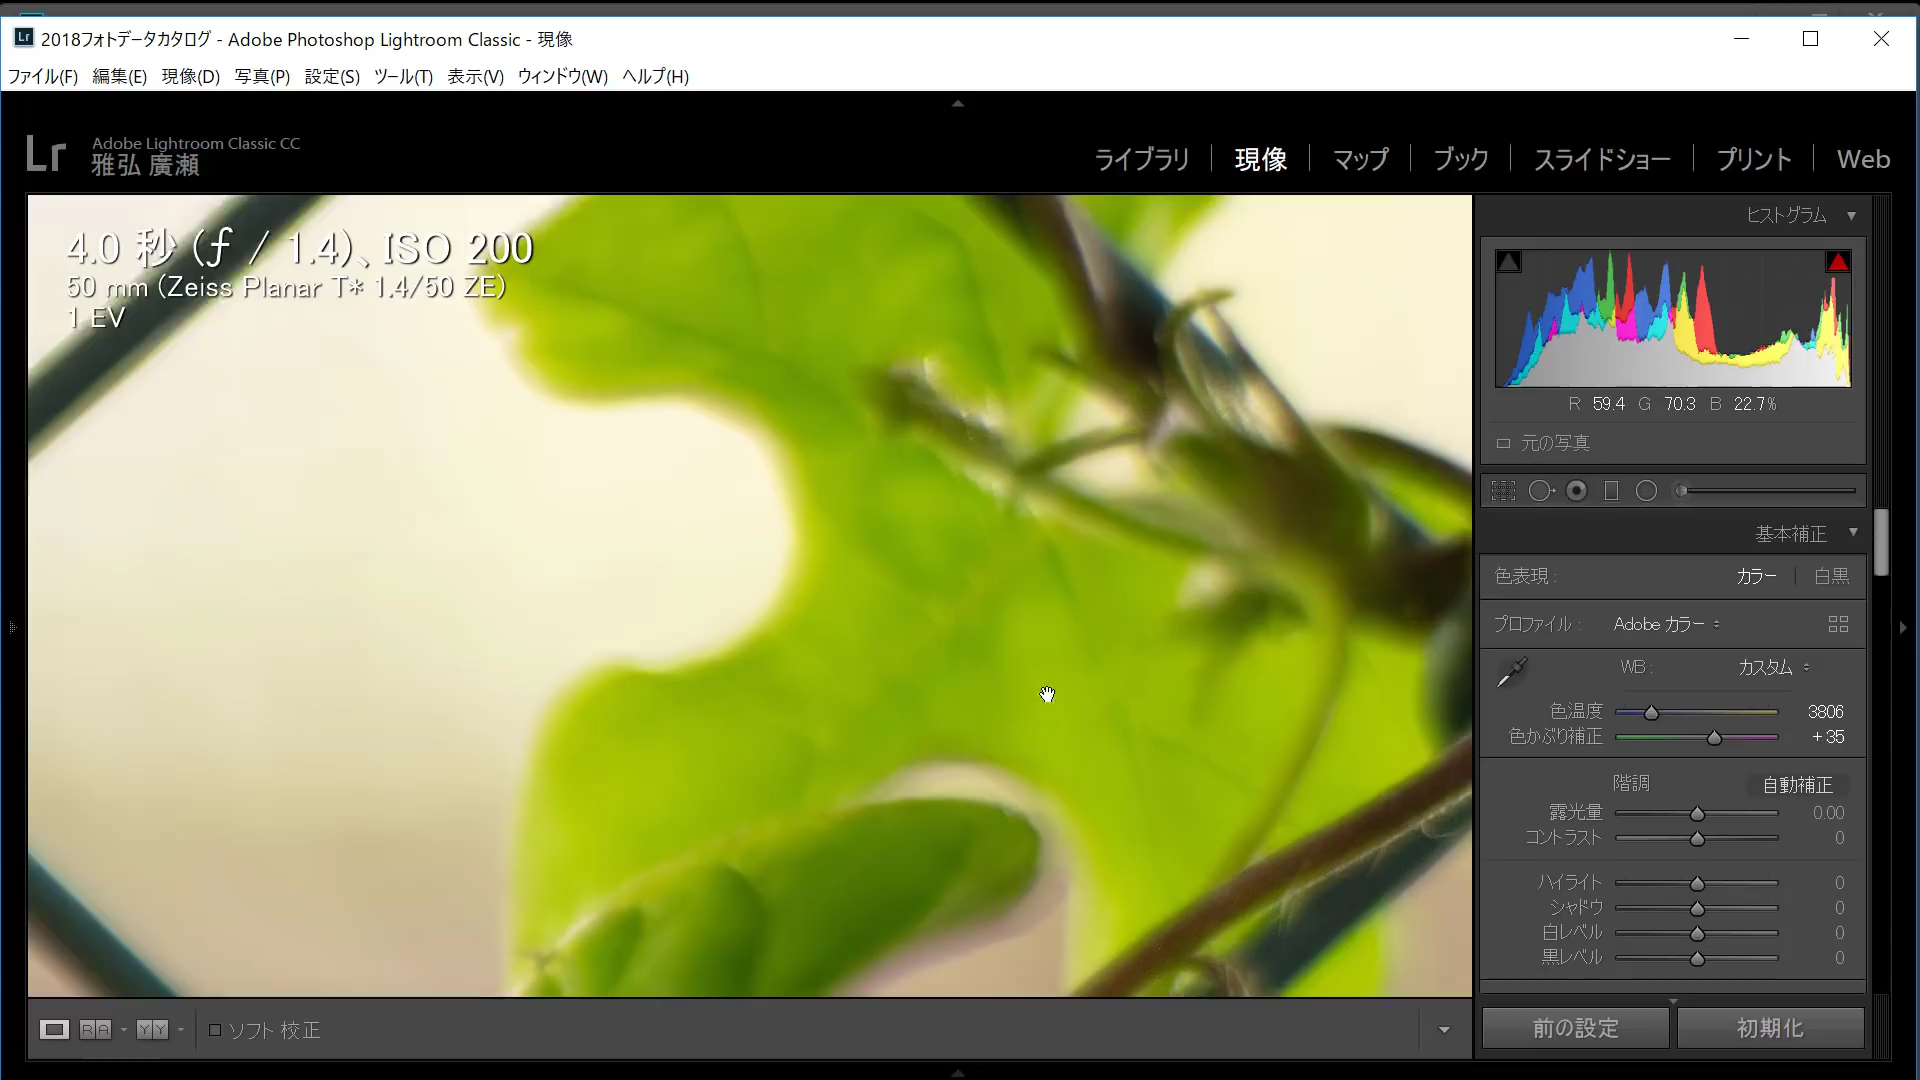 2018フォトデータカタログ - Adobe Photoshop Lightroom Classic - 現像
ファイル(F) 編集(E) 現像(D) 写真(P) 設定(S) ツール(T) 表示(V) ウィンドウ(W) ヘルプ(H)
Lr Adobe Lightroom Classic CC
雅弘 廣瀬
ライブラリ | 現像 | マップ | ブック | スライドショー | プリント | Web
4.0 秒 (ƒ / 1.4)、ISO 200
50 mm (Zeiss Planar T* 1.4/50 ZE)
1 EV
ヒストグラム
R 59.4 G 70.3 B 22.7%
元の写真
基本補正
色表現 : カラー | 白黒
プロファイル : Adobe カラー
WB : カスタム
色温度 3806
色かぶり補正 + 35
階調 自動補正
露光量 0.00
コントラスト 0
ハイライト 0
シャドウ 0
白レベル 0
黒レベル 0
RA YY ソフト校正
前の設定 初期化